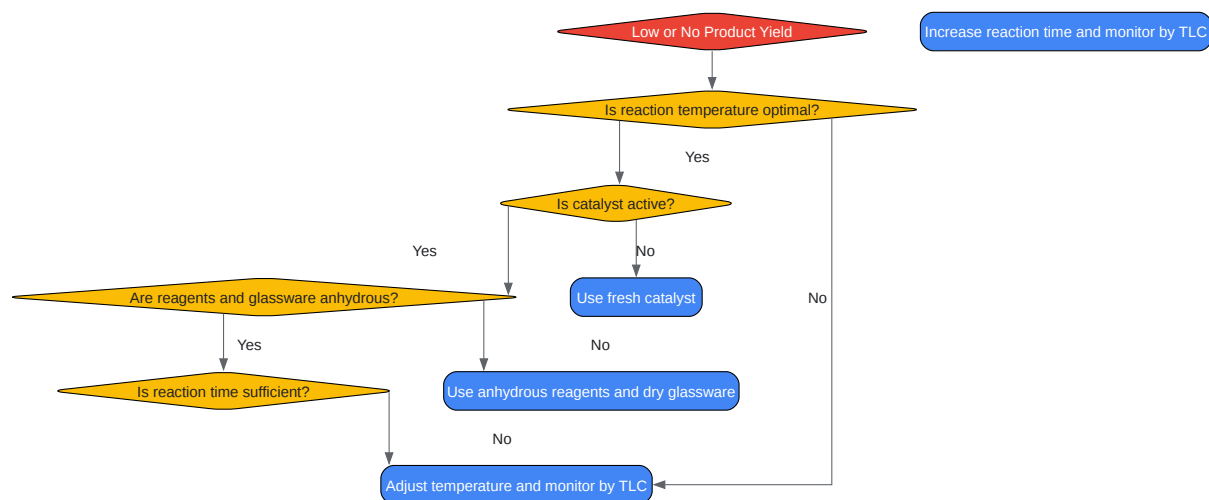 Low or No Product Yield
Increase reaction time and monitor by TLC
Is reaction temperature optimal?
Yes
Is catalyst active?
Yes
No
Are reagents and glassware anhydrous?
Use fresh catalyst
No
Yes
No
Is reaction time sufficient?
Use anhydrous reagents and dry glassware
No
Adjust temperature and monitor by TLC